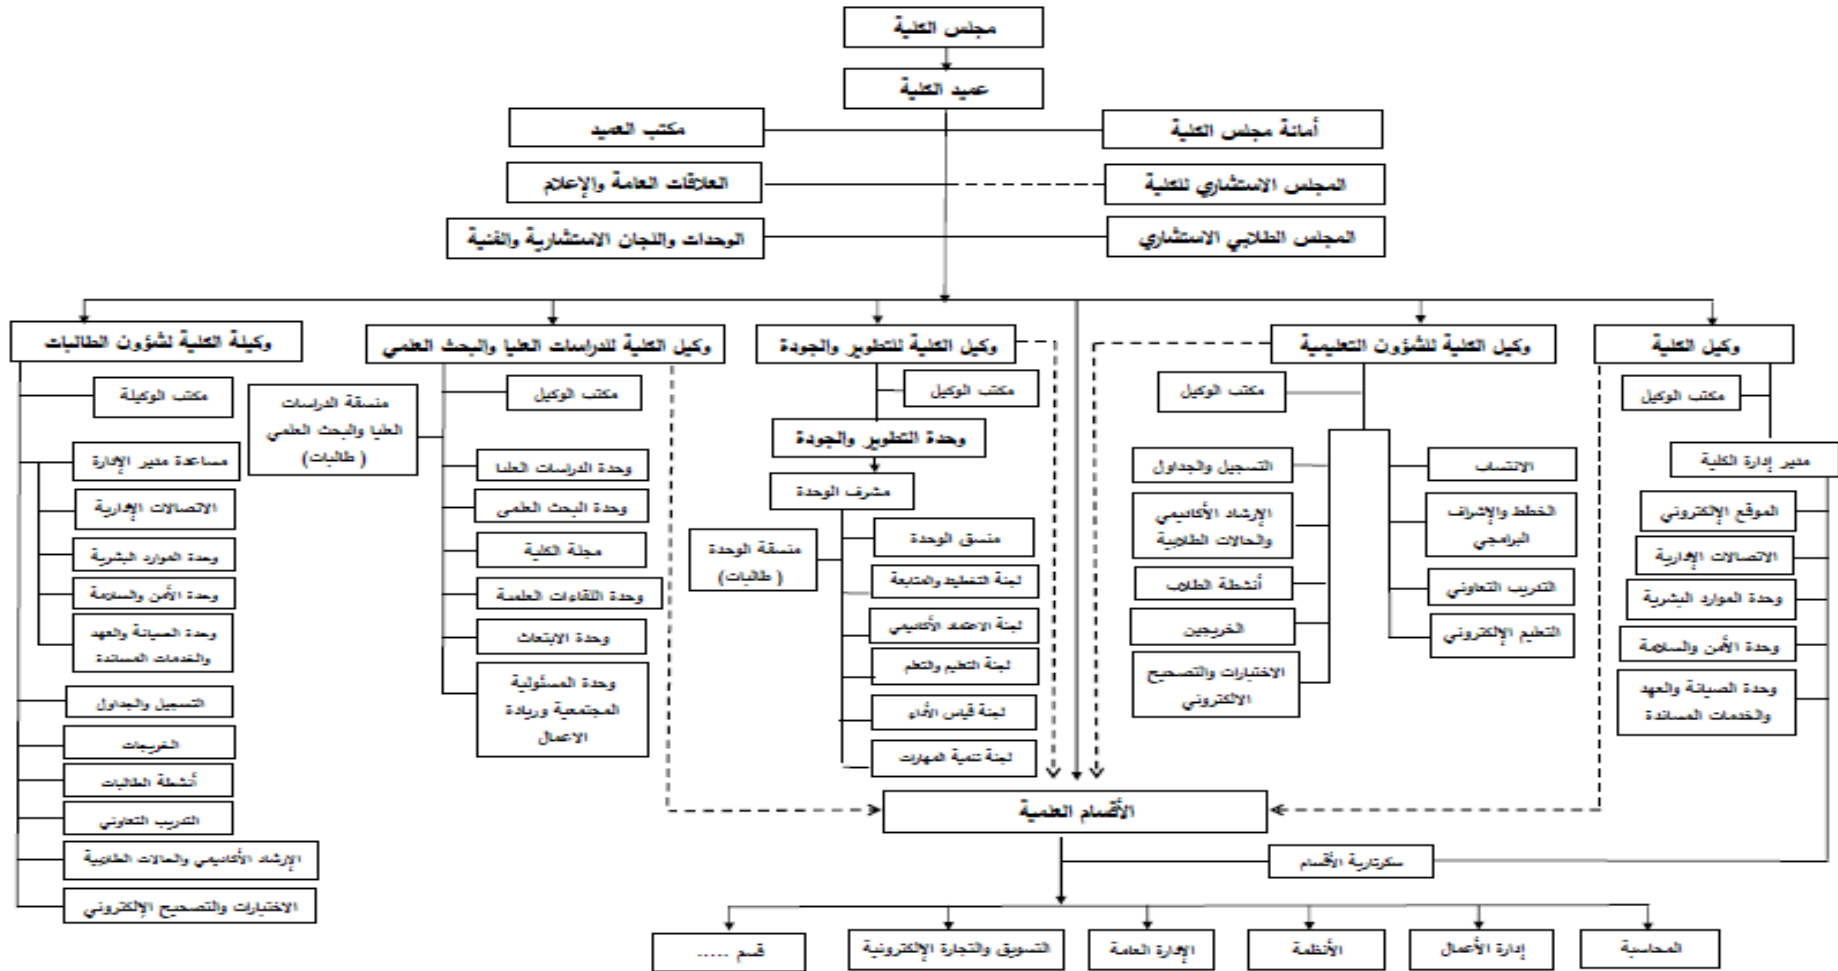 مجلس الكلية
عميد الكلية
أمانة مجلس الكلية
مكتب العميد
المجلس الاستشاري للكلية
العلاقات العامة والإعلام
المجلس الطلابي الاستشاري
الوحدات واللجان الاستشارية والفنية
وكيل الكلية
وكيل الكلية للشؤون التعليمية
وكيل الكلية للتطوير والجودة
وكيل الكلية للدراسات العليا والبحث العلمي
وكيلة الكلية لشؤون الطالبات
مكتب الوكيل
مدير إدارة الكلية
الموقع الإلكتروني
الاتصالات الإدارية
وحدة الموارد البشرية
وحدة الأمن والسلامة
وحدة الصيانة والعهد
والخدمات المساندة
مكتب الوكيل
الانتساب
الخطط والإشراف
البرامجي
التدريب التعاوني
التعليم الإلكتروني
التسجيل والجداول
الإرشاد الأكاديمي
والحالات الطلابية
أنشطة الطلاب
الخريجين
الاختبارات والتصحيح
الالكتروني
مكتب الوكيل
وحدة التطوير والجودة
مشرف الوحدة
منسق الوحدة
منسقة الوحدة
(طالبات )
لجنة التخطيط والمتابعة
لجنة الاعتماد الأكاديمي
لجنة التعليم والتعلم
لجنة قياس الأداء
لجنة تنمية المهارات
مكتب الوكيل
منسقة الدراسات
العليا والبحث العلمي
(طالبات )
وحدة الدراسات العليا
وحدة البحث العلمي
مجلة الكلية
وحدة اللقاءات العلمية
وحدة الابتعاث
وحدة المسئولية
المجتمعية وريادة
الاعمال
مكتب الوكيلة
مساعدة مدير الإدارة
الاتصالات الإدارية
وحدة الموارد البشرية
وحدة الأمن والسلامة
وحدة الصيانة والعهد
والخدمات المساندة
التسجيل والجداول
الخريجات
أنشطة الطالبات
التدريب التعاوني
الإرشاد الأكاديمي والحالات الطلابية
الاختبارات والتصحيح الإلكتروني
الأقسام العلمية
سكرتارية الأقسام
المحاسبة
إدارة الأعمال
الأنظمة
الإدارة العامة
التسويق والتجارة الإلكترونية
قسم .....